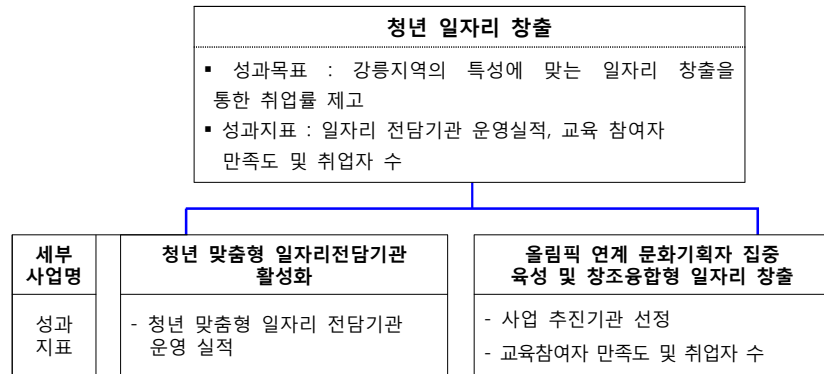 청년 일자리 창출
▪ 성과목표 : 강릉지역의 특성에 맞는 일자리 창출을
통한 취업률 제고
▪ 성과지표 : 일자리 전담기관 운영실적, 교육 참여자
만족도 및 취업자 수
세부
사업명
청년 맞춤형 일자리전담기관
활성화
올림픽 연계 문화기획자 집중
육성 및 창조융합형 일자리 창출
성과
지표
- 청년 맞춤형 일자리 전담기관
운영 실적
- 사업 추진기관 선정
- 교육참여자 만족도 및 취업자 수